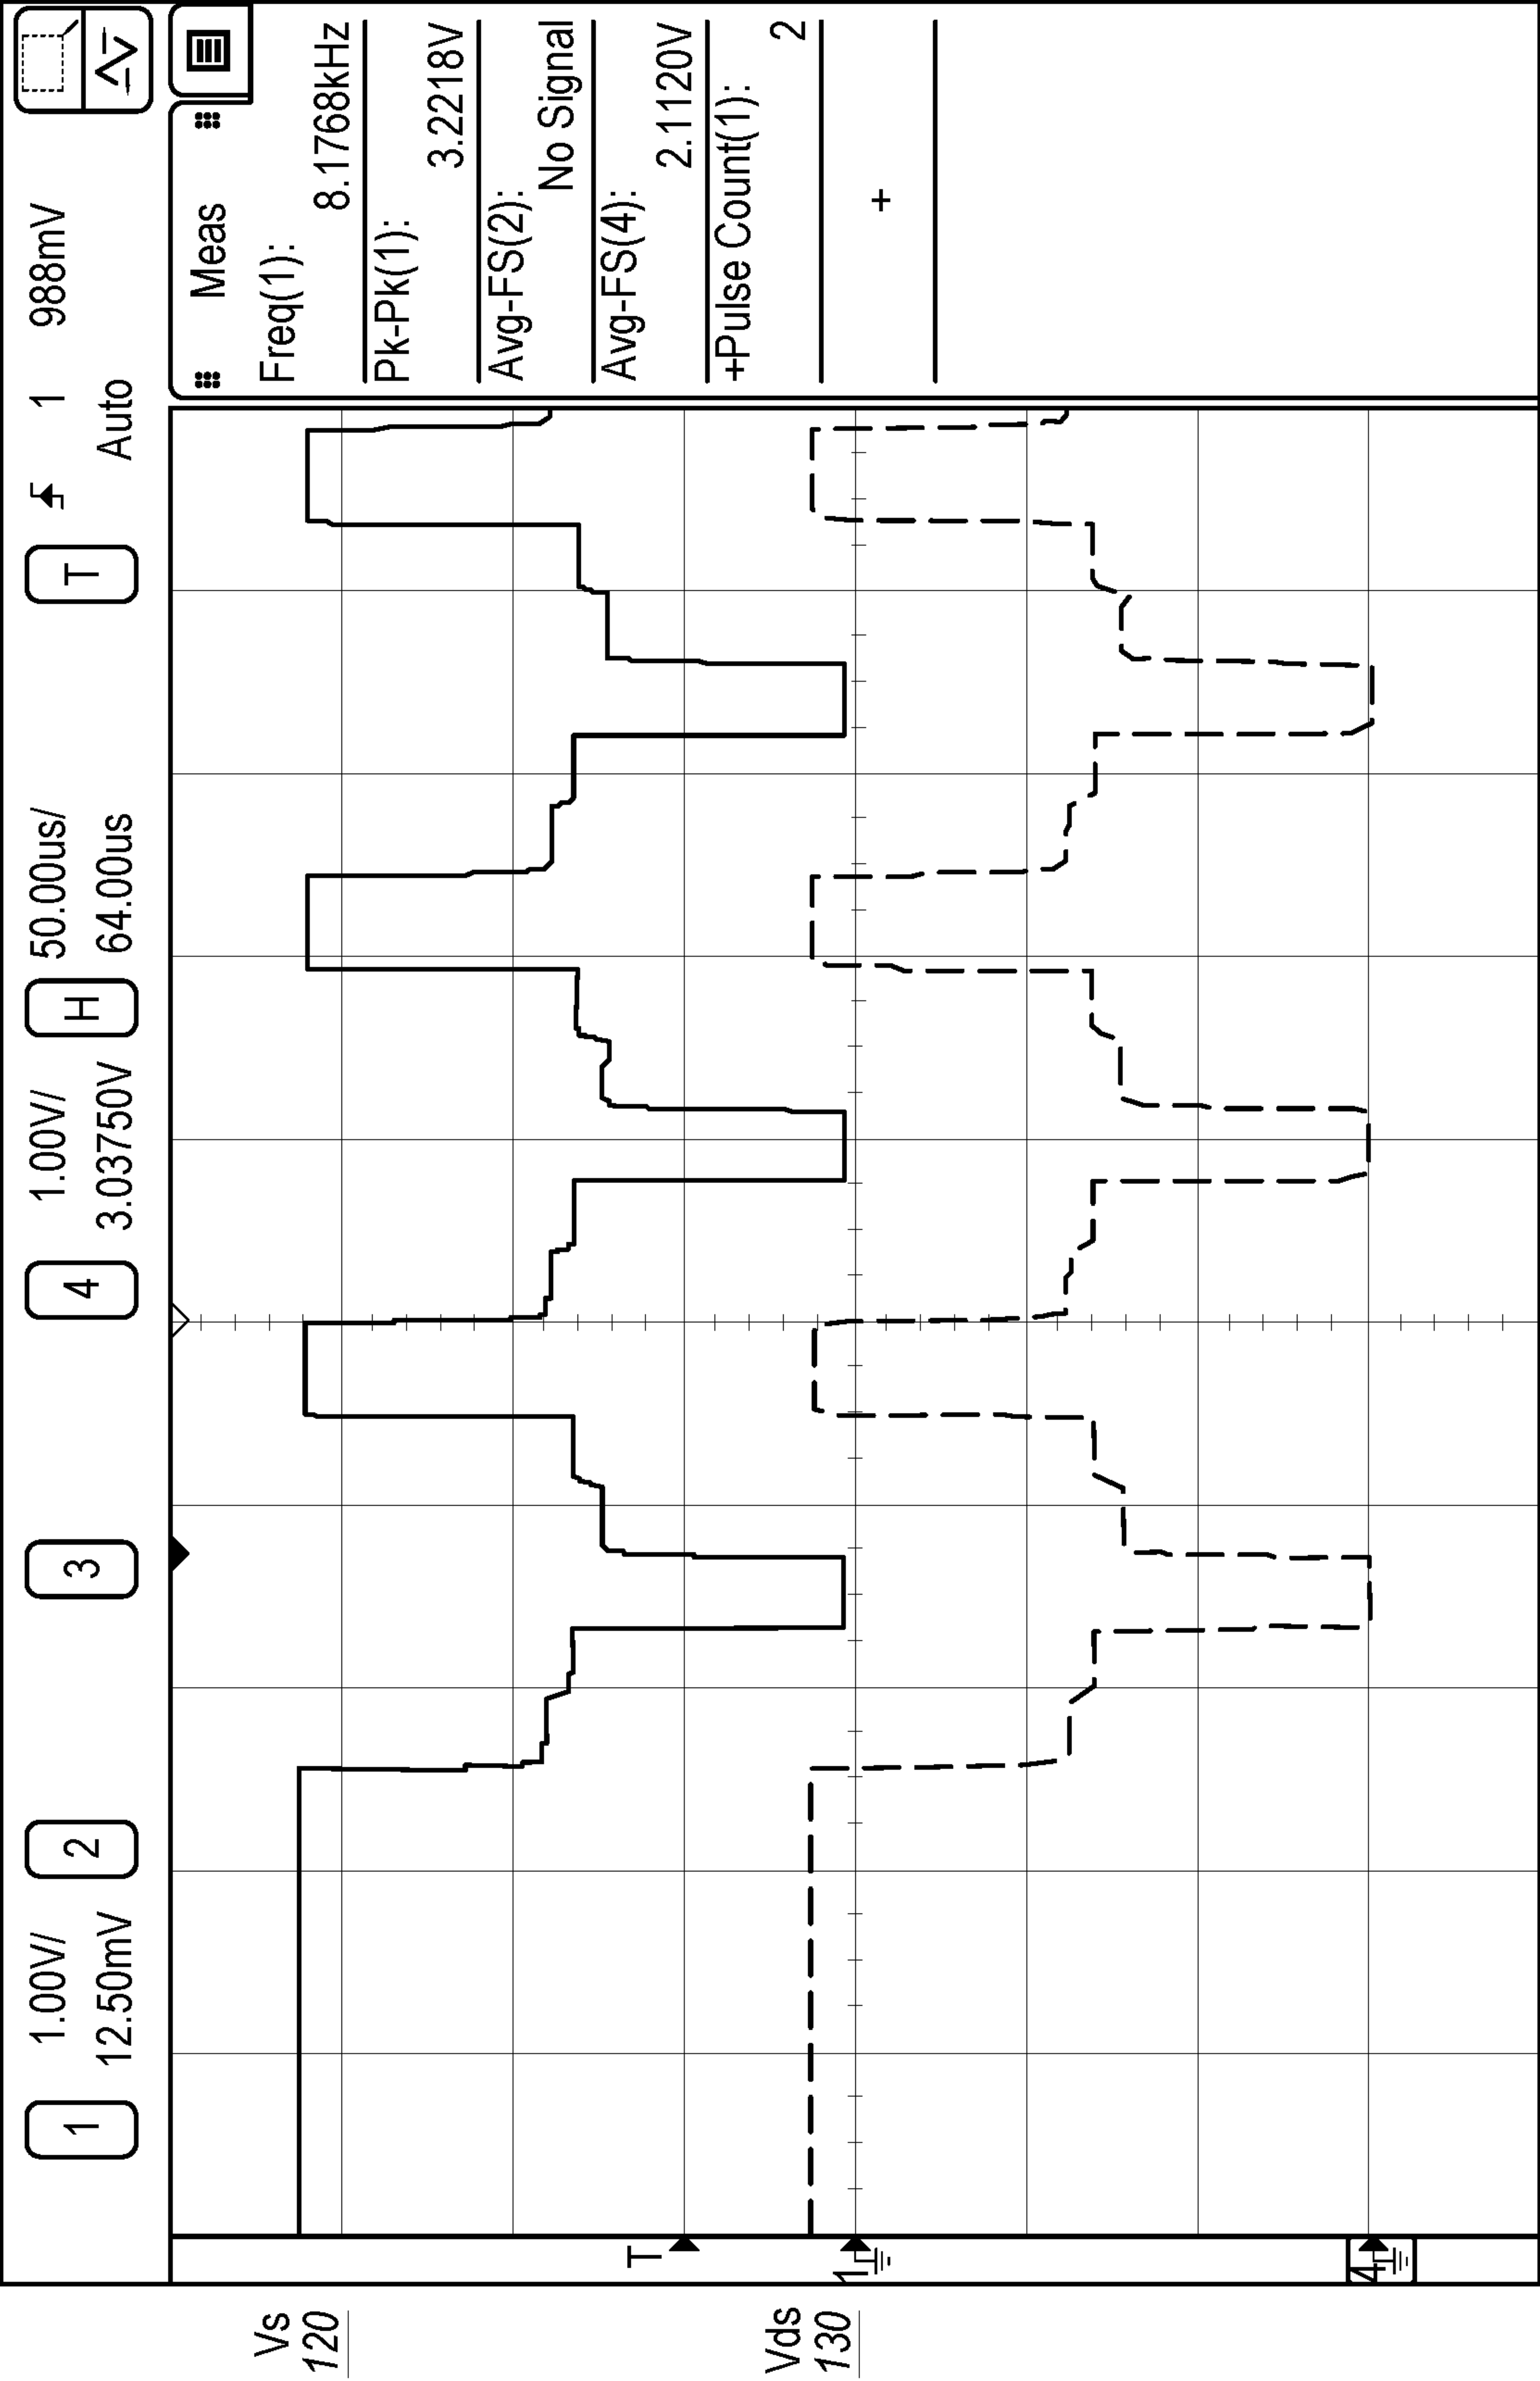 1 1.00V/ 2 3 4 1.00V/ H 50.00us/ T 1 988mV
12.50mV 3.03750V 64.00us Auto
Meas
Freq(1):
8.1768kHz
Pk-Pk(1):
3.2218V
Avg-FS(2):
No Signal
Avg-FS(4):
2.1120V
+Pulse Count(1):
2
+
Vs
120
T
Vds
130
1
4